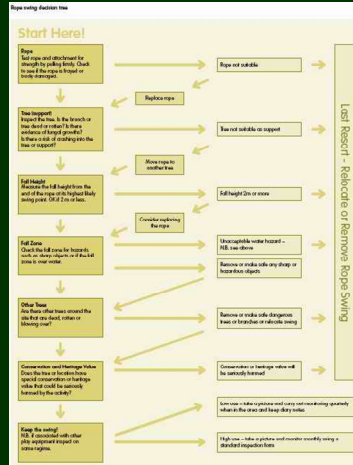 Rope swing decision tree
Start Here!
Rope
Test rope and attachment for
strength by pulling firmly. Check
to see if the rope is frayed or
badly damaged.
Rope not suitable
Replace rope
Tree (support)
Inspect the tree. Is the branch or
tree dead or rotten? Is there
evidence of fungal growths?
Is there a risk of crashing into the
tree or support?
Tree not suitable as support
Move rope to
another tree
Fall Height
Measure the fall height from the
end of the rope at its highest likely
swing point. OK if 2 m or less.
Fall height 2m or more
Consider replacing
the rope
Fall Zone
Check the fall zone for hazards
such as sharp objects or if the fall
zone is over water.
Unacceptable water hazard –
N.B. see above
Remove or make safe any sharp or
hazardous objects
Other Trees
Are there other trees around the
site that are dead, rotten or
blowing over?
Remove or make safe dangerous
trees or branches or relocate swing
Conservation and Heritage Value
Does the tree or location have
special conservation or heritage
value that could be seriously
harmed by the activity?
Conservation or heritage value will
be seriously harmed
Low use – take a picture and carry out monitoring quarterly
when in the area and keep diary notes
Keep the swing!
N.B. if associated with other
play equipment inspect on
same regime.
High use – take a picture and monitor monthly using a
standard inspection form
Last Resort - Relocate or Remove Rope Swing